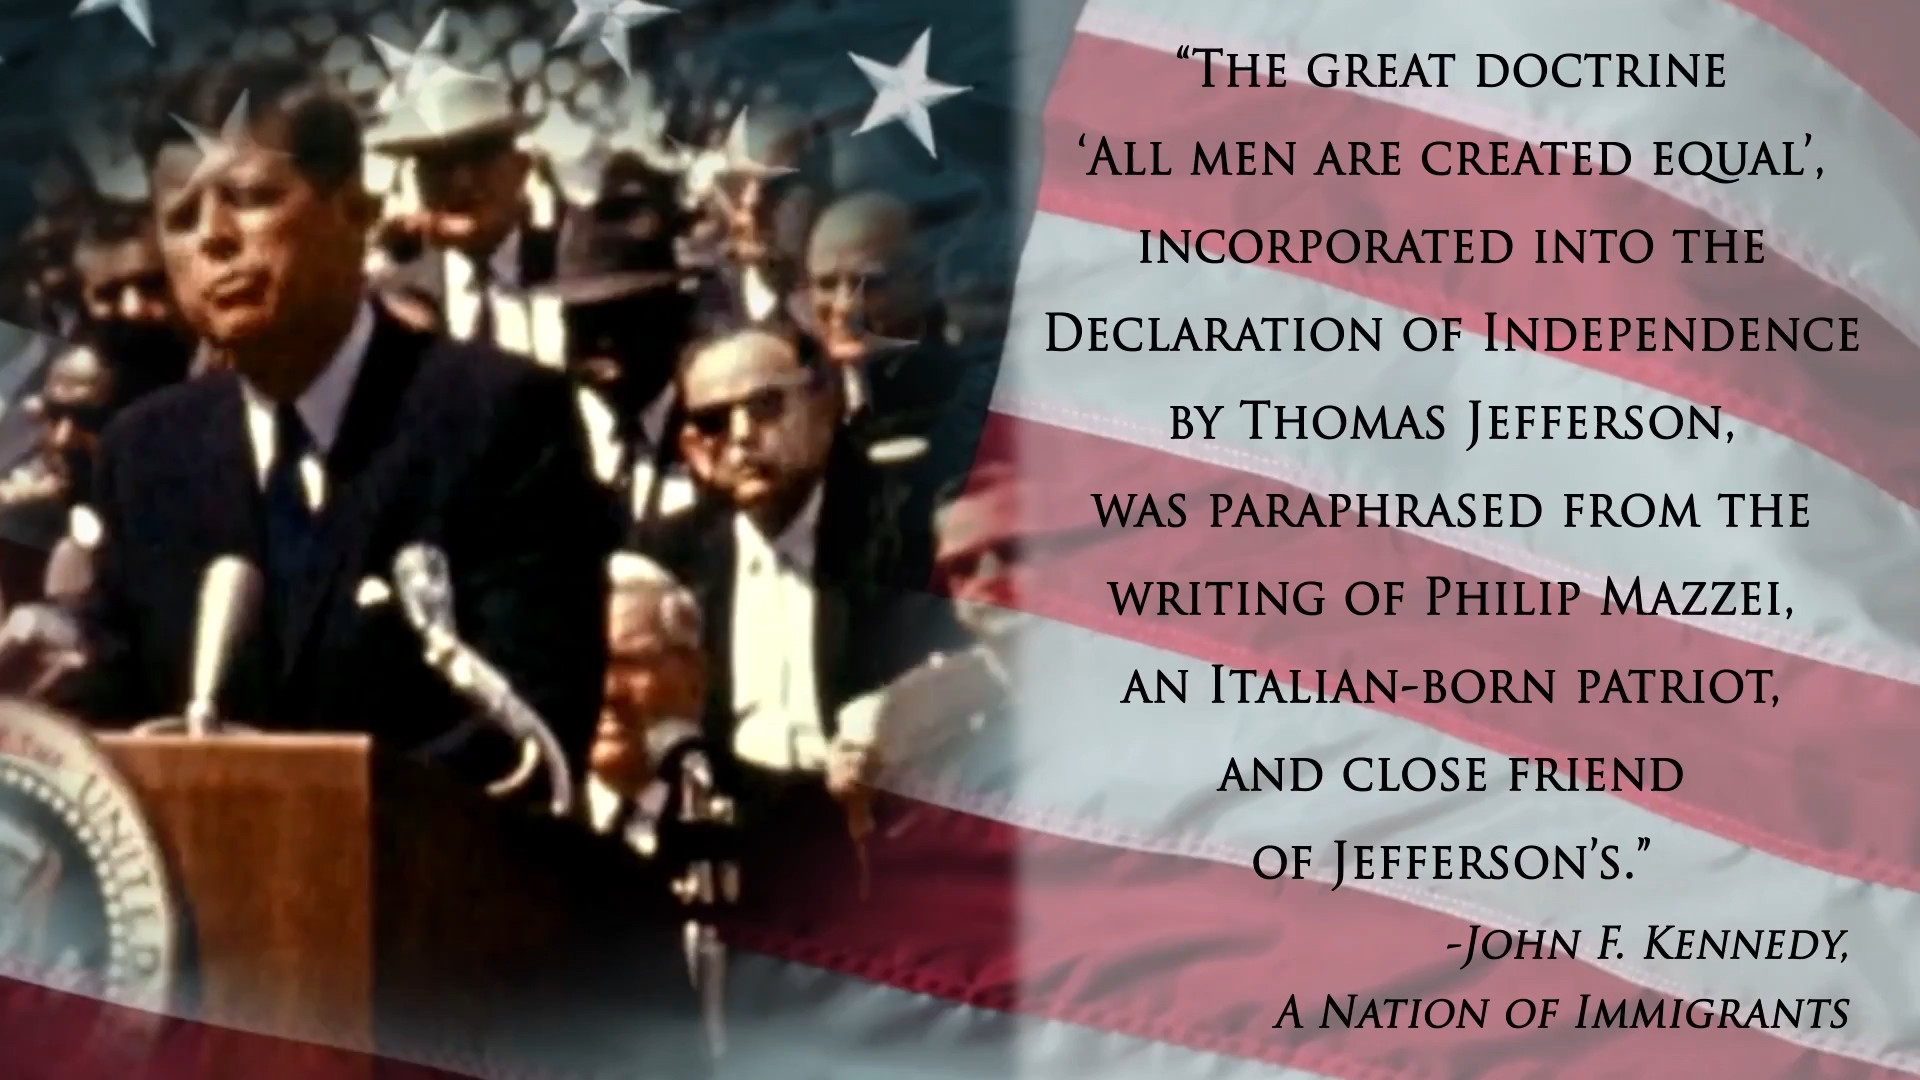 THE UNITED
“THE GREAT DOCTRINE
‘ALL MEN ARE CREATED EQUAL’,
INCORPORATED INTO THE
DECLARATION OF INDEPENDENCE
BY THOMAS JEFFERSON,
WAS PARAPHRASED FROM THE
WRITING OF PHILIP MAZZEI,
AN ITALIAN-BORN PATRIOT,
AND CLOSE FRIEND
OF JEFFERSON’S.”
-JOHN F. KENNEDY,
A NATION OF IMMIGRANTS